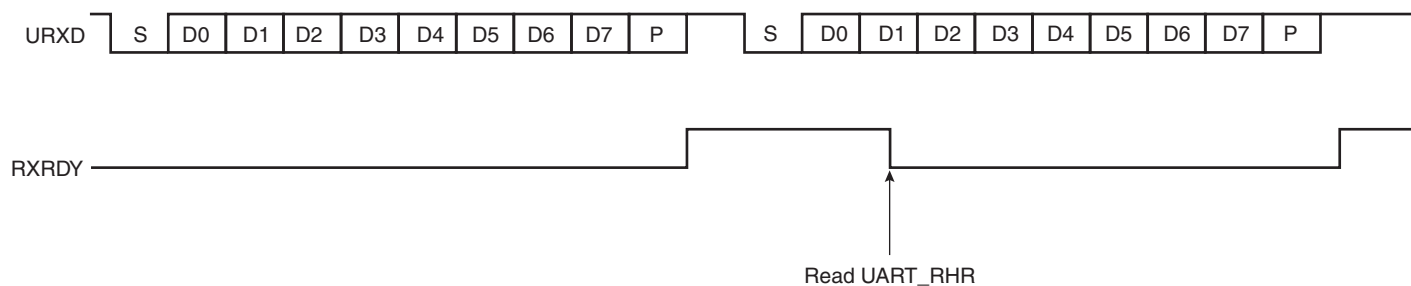 URXD S D0 D1 D2 D3 D4 D5 D6 D7 P S D0 D1 D2 D3 D4 D5 D6 D7 P
RXRDY
Read UART_RHR